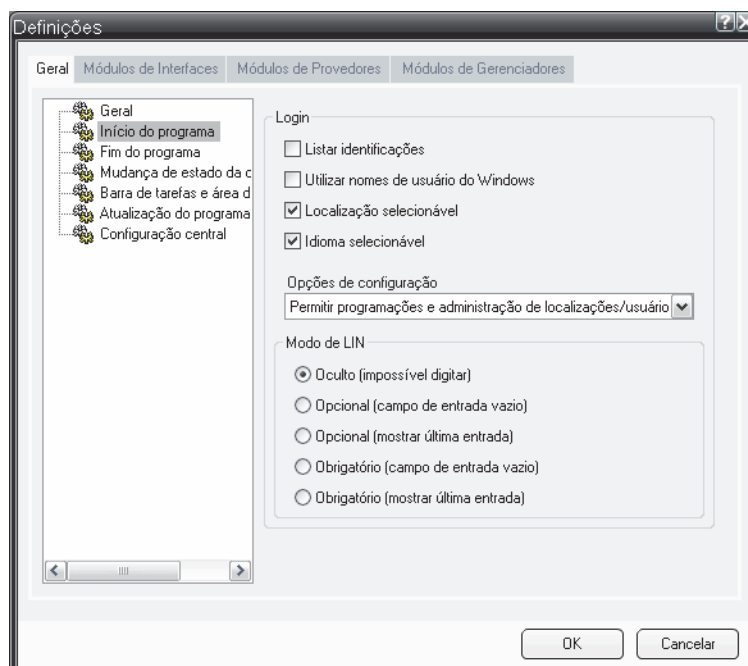 Definições
Geral Módulos de Interfaces Módulos de Provedores Módulos de Gerenciadores
Geral
Início do programa
Fim do programa
Mudança de estado da c
Barra de tarefas e área d
Atualização do programa
Configuração central
Login
Listar identificações
Utilizar nomes de usuário do Windows
Localização selecionável
Idioma selecionável
Opções de configuração
Permitir programações e administração de localizações/usuário
Modo de LIN
Oculto (impossível digitar)
Opcional (campo de entrada vazio)
Opcional (mostrar última entrada)
Obrigatório (campo de entrada vazio)
Obrigatório (mostrar última entrada)
OK Cancelar